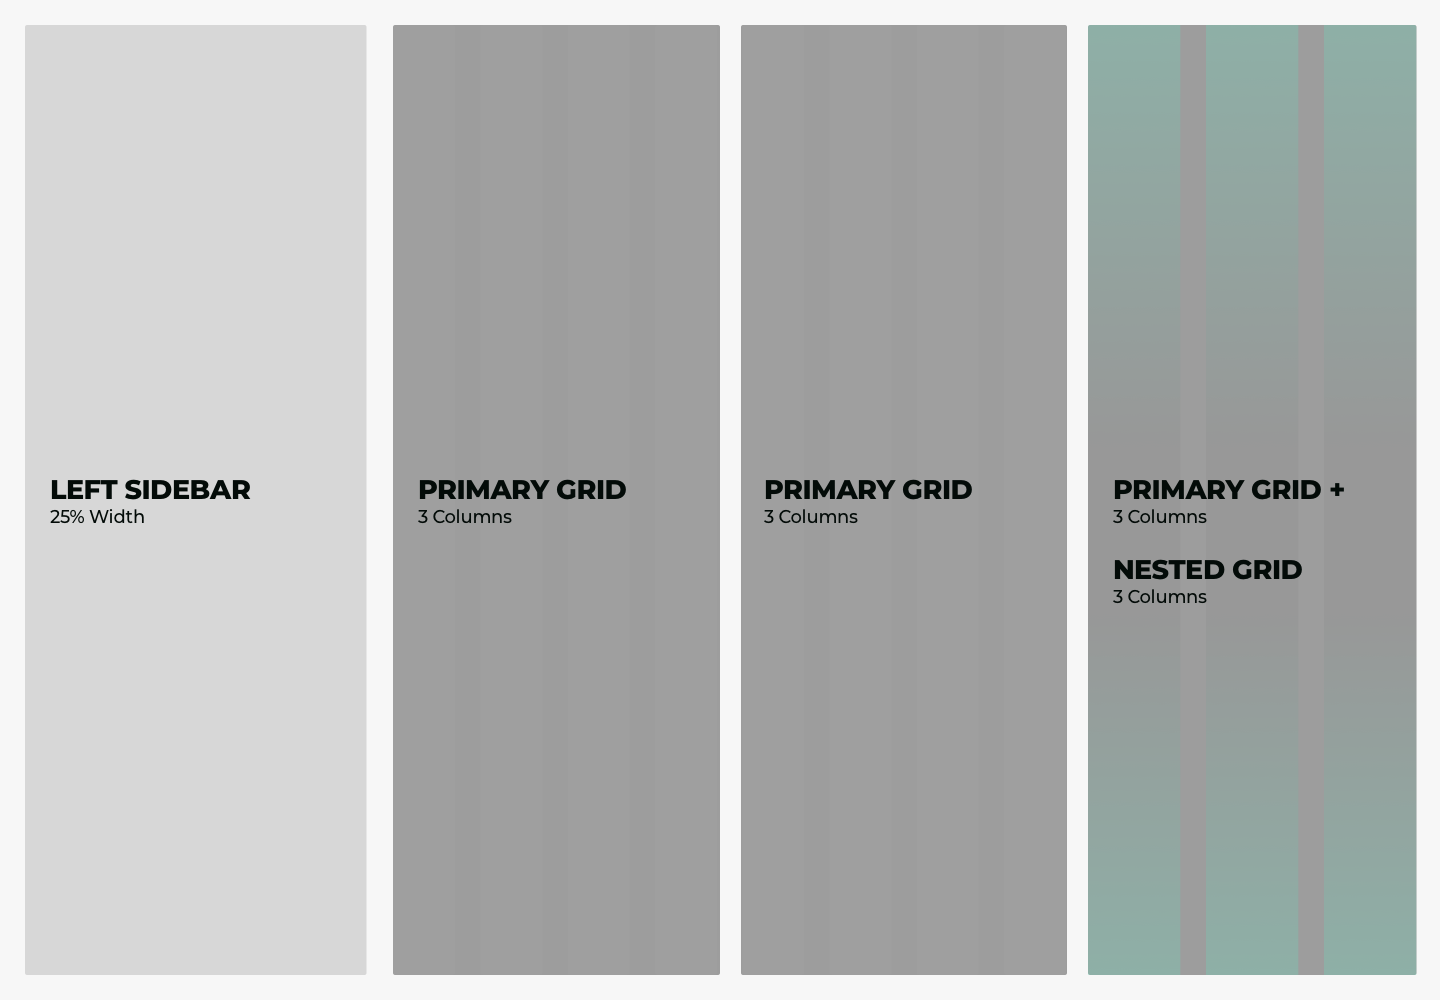 LEFT SIDEBAR
25% Width
PRIMARY GRID
3 Columns
PRIMARY GRID
3 Columns
PRIMARY GRID +
3 Columns
NESTED GRID
3 Columns